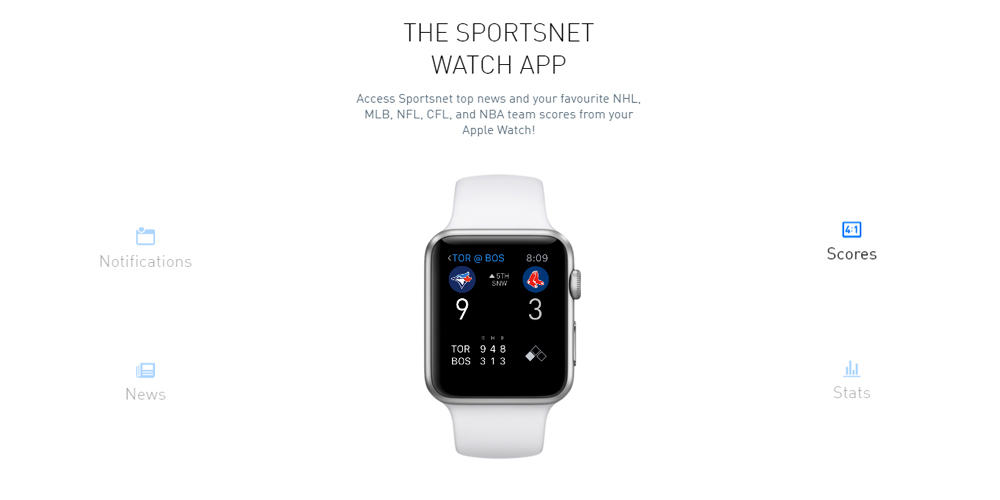 THE SPORTSNET
WATCH APP
Access Sportsnet top news and your favourite NHL,
MLB, NFL, CFL, and NBA team scores from your
Apple Watch!
Notifications
News
‹TOR @ BOS 8:09
▲5TH
SNW
9 3
TOR 9 4 8
BOS 3 1 3
4:1
Scores
Stats